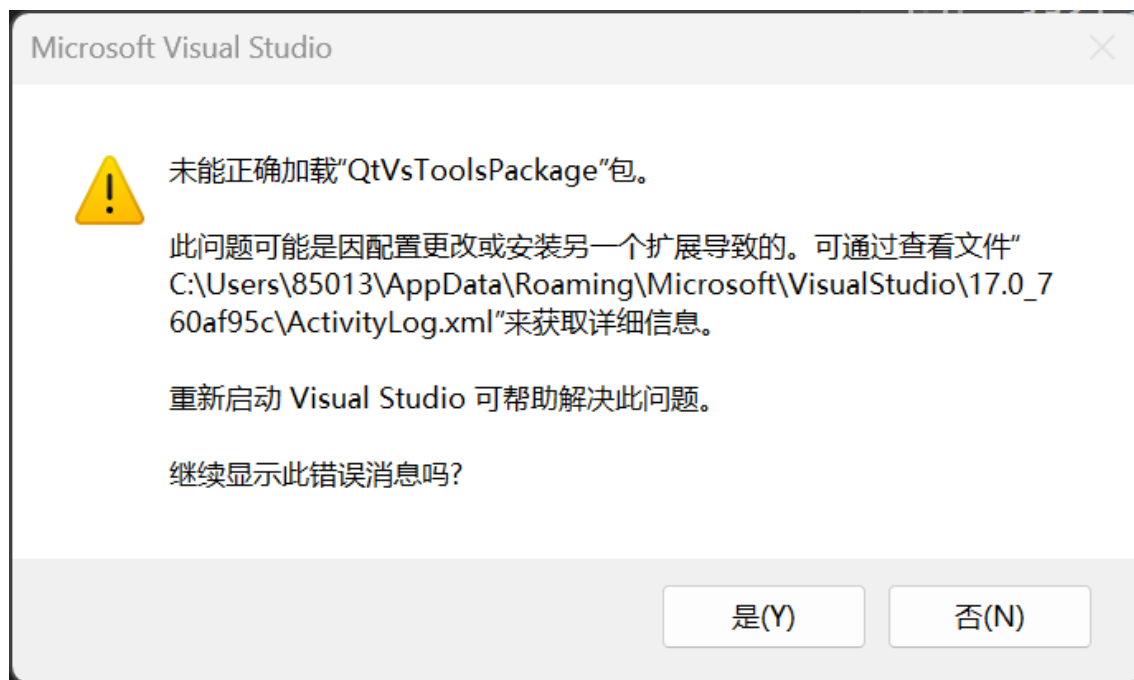 Microsoft Visual Studio
未能正确加载“QtVsToolsPackage”包。
此问题可能是因配置更改或安装另一个扩展导致的。可通过查看文件“
C:\Users\85013\AppData\Roaming\Microsoft\VisualStudio\17.0_7
60af95c\ActivityLog.xml”来获取详细信息。
重新启动 Visual Studio 可帮助解决此问题。
继续显示此错误消息吗?
是(Y)
否(N)